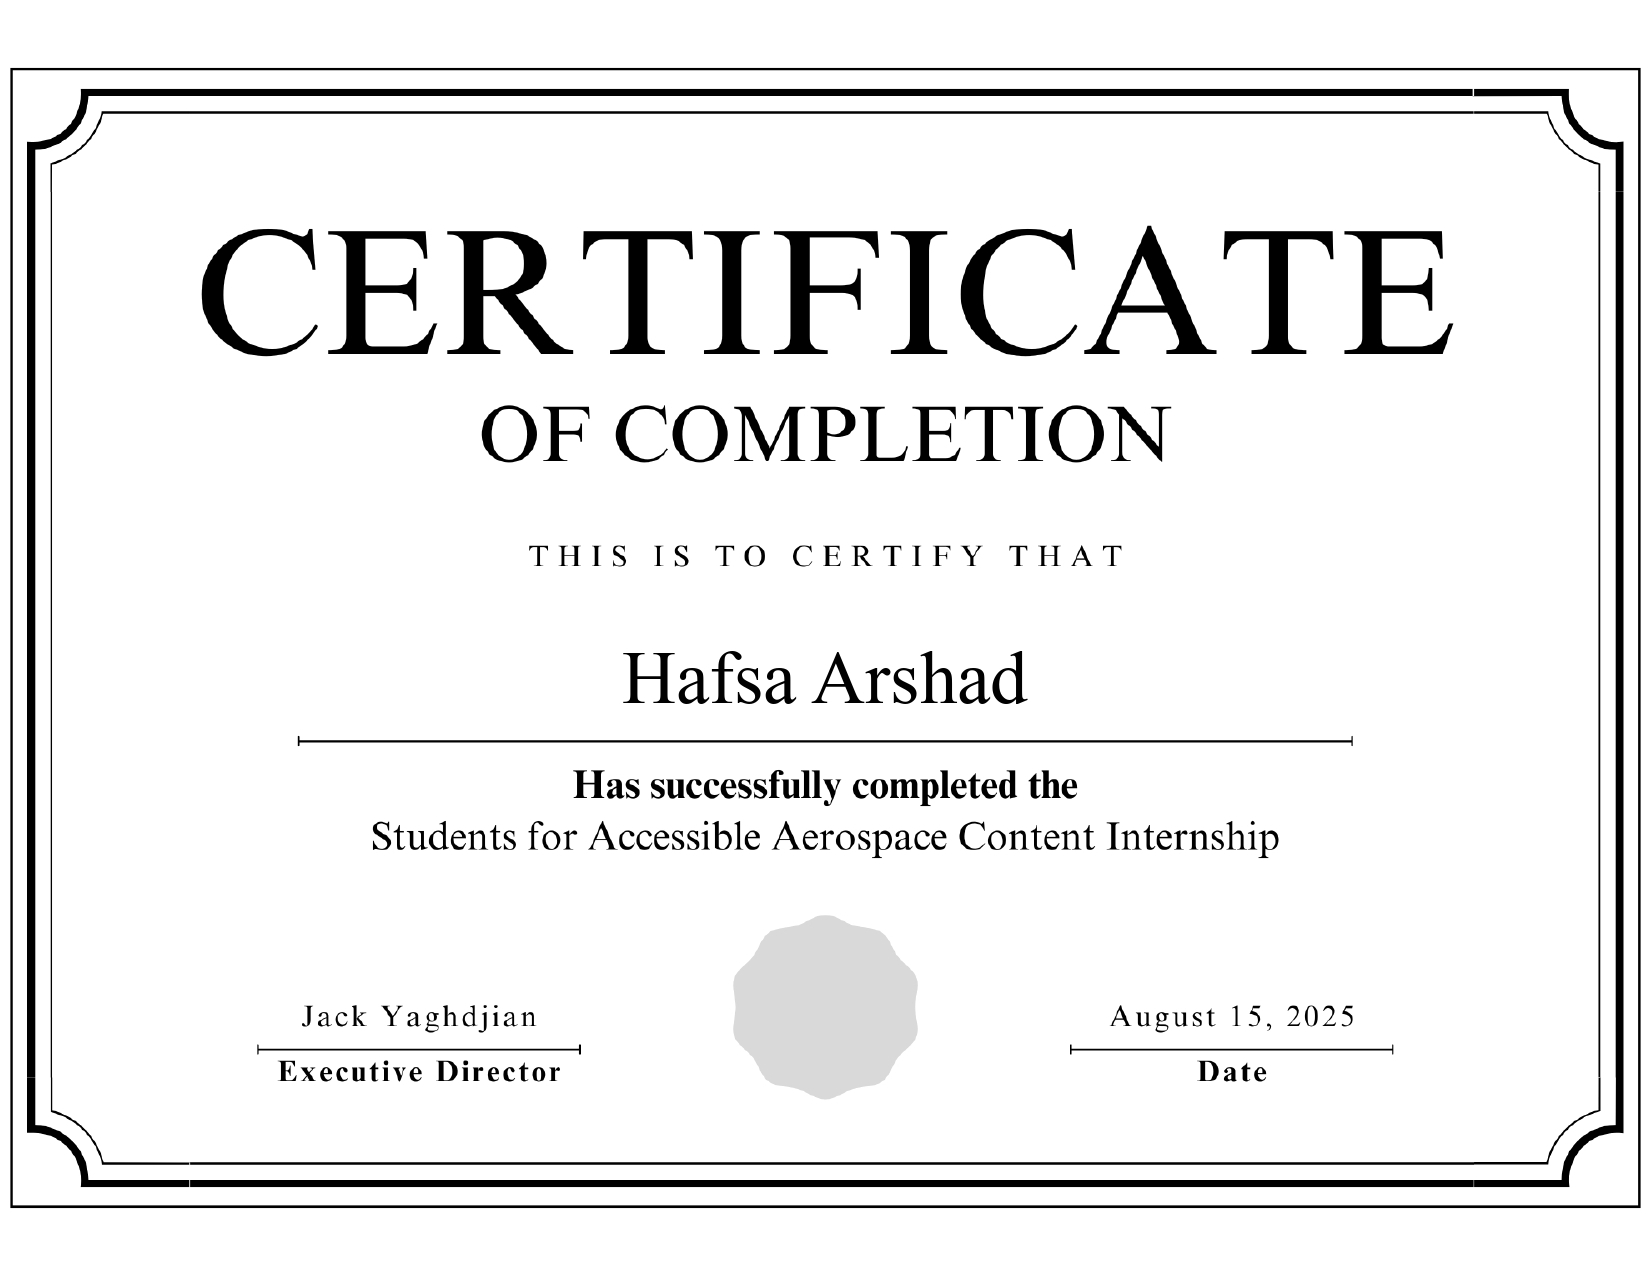 CERTIFICATE
OF COMPLETION
THIS IS TO CERTIFY THAT
Hafsa Arshad
Has successfully completed the
Students for Accessible Aerospace Content Internship
Jack Yaghdjian
Executive Director
August 15, 2025
Date